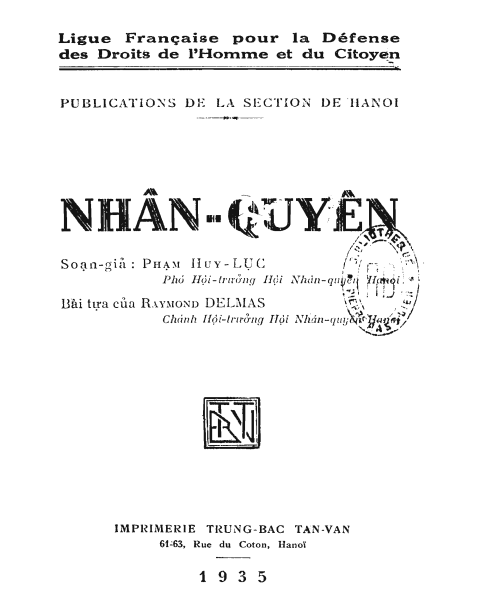 Ligue Française pour la Défense
des Droits de l'Homme et du Citoyen
PUBLICATIONS DE LA SECTION DE HANOI
NHÂN-QUYÊN
Soạn-giả : PHẠM HUY-LỤC
Phó Hội-trưởng Hội Nhân-quyền Hanoi
Bài tựa của RAYMOND DELMAS
Chánh Hội-trưởng Hội Nhân-quyền Hanoi
BIBLIOTHEQUE
IMPRIMERIE TRUNG-BAC TAN-VAN
61-63, Rue du Coton, Hanoï
1935